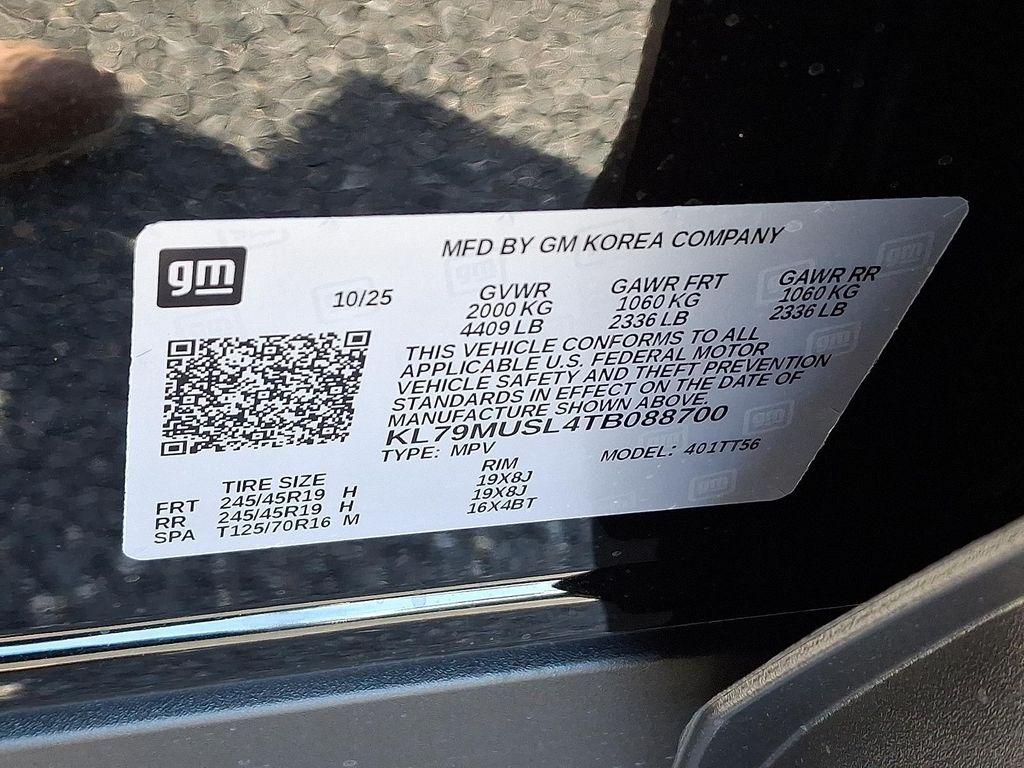 gm
MFD BY GM KOREA COMPANY
10/25
GVWR GAWR FRT GAWR RR
2000 KG 1060 KG 1060 KG
4409 LB 2336 LB 2336 LB
THIS VEHICLE CONFORMS TO ALL
APPLICABLE U.S. FEDERAL MOTOR
VEHICLE SAFETY AND THEFT PREVENTION
STANDARDS IN EFFECT ON THE DATE OF
MANUFACTURE SHOWN ABOVE.
KL79MUSL4TB088700
TYPE: MPV MODEL: 401TT56
TIRE SIZE RIM
FRT 245/45R19 H 19X8J
RR 245/45R19 H 19X8J
SPA T125/70R16 M 16X4BT